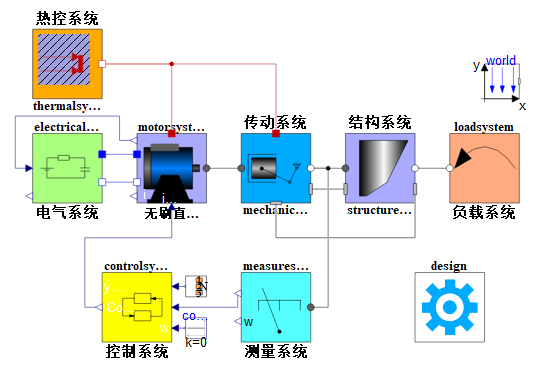 热控系统
thermalsy...
y
world
x
electrical...
电气系统
motorsyst...
i
i...
无刷直...
传动系统
mechanic...
结构系统
structure...
loadsystem
负载系统
controlsy...
y...
Co
w
控制系统
N
co...
k=0
measures...
w
测量系统
design